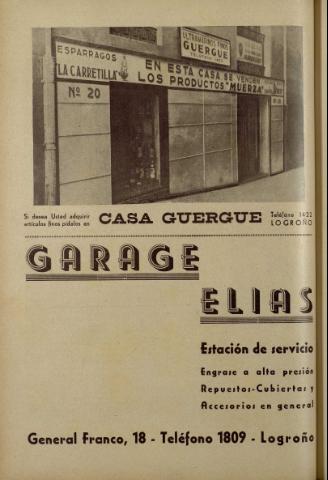 ULTRAMARINOS FINOS
GUERGUE
ESPARRAGOS
"LA CARRETILLA"
EN ESTA CASA SE VENDEN
LOS PRODUCTOS "MUERZA"
Nº 20
Si desea Usted adquirir
artículos finos pídalos en
CASA GUERGUE
Teléfono 1422
LOGROÑO
GARAGE
ELIAS
Estación de servicio
Engrase a alta presión
Repuestos-Cubiertas y
Accesorios en general
General Franco, 18 - Teléfono 1809 - Logroño